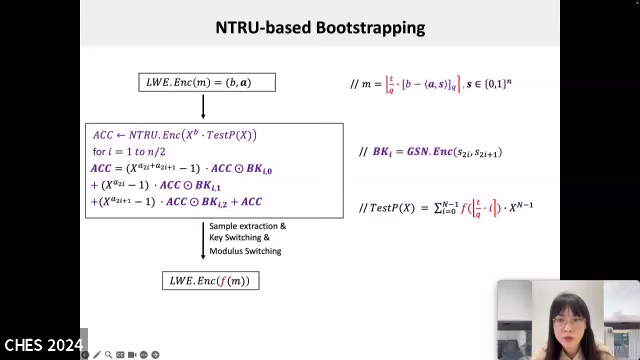 NTRU-based Bootstrapping
LWE.Enc(m) = (b, a)
// m = ⌊t/q · [b − ⟨a, s⟩]_q⌉, s ∈ {0,1}^n
ACC ← NTRU.Enc(X^b · TestP(X))
for i = 1 to n/2
ACC = (X^{a_{2i}+a_{2i+1}} − 1) · ACC ⊙ BK_{i,0}
+ (X^{a_{2i}} − 1) · ACC ⊙ BK_{i,1}
+ (X^{a_{2i+1}} − 1) · ACC ⊙ BK_{i,2} + ACC
// BK_i = GSN.Enc(s_{2i}, s_{2i+1})
// TestP(X) = ∑_{i=0}^{N−1} f(⌊t/q · i⌉) · X^{N−1}
Sample extraction &
Key Switching &
Modulus Switching
LWE.Enc(f(m))
CHES 2024